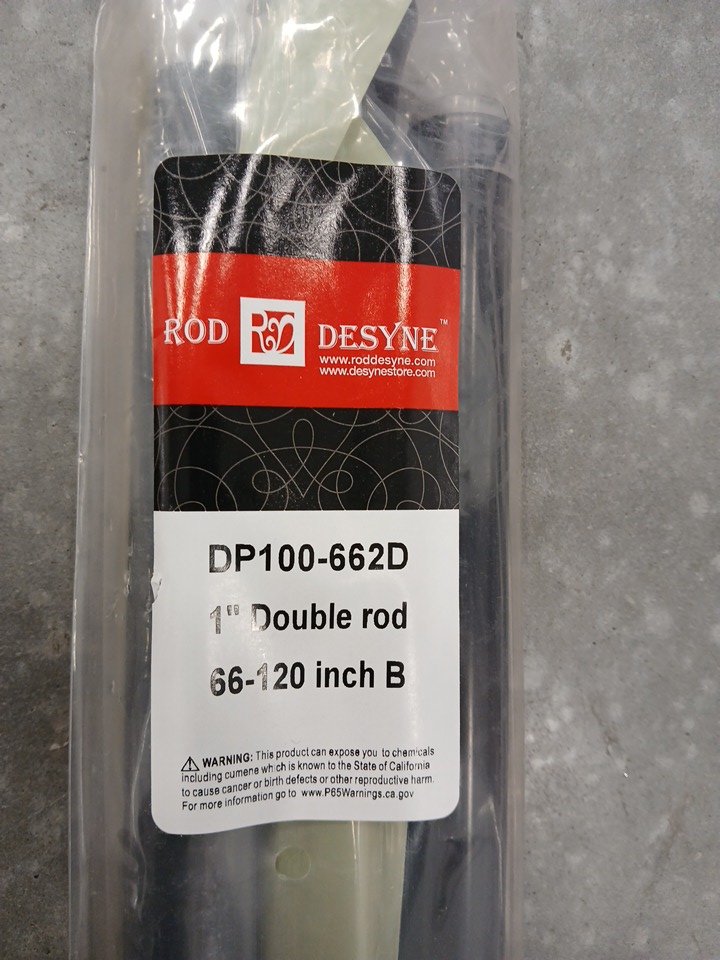 ROD DESYNE™
www.roddesyne.com
www.desynestore.com
DP100-662D
1" Double rod
66-120 inch B
⚠ WARNING: This product can expose you to chemicals
including cumene which is known to the State of California
to cause cancer or birth defects or other reproductive harm.
For more information go to www.P65Warnings.ca.gov